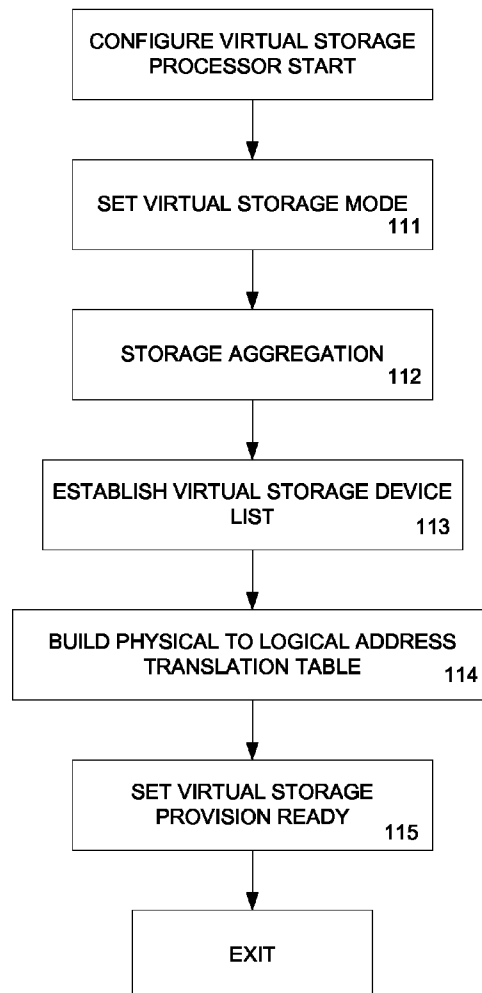 CONFIGURE VIRTUAL STORAGE
PROCESSOR START
SET VIRTUAL STORAGE MODE
111
STORAGE AGGREGATION
112
ESTABLISH VIRTUAL STORAGE DEVICE
LIST
113
BUILD PHYSICAL TO LOGICAL ADDRESS
TRANSLATION TABLE
114
SET VIRTUAL STORAGE
PROVISION READY
115
EXIT